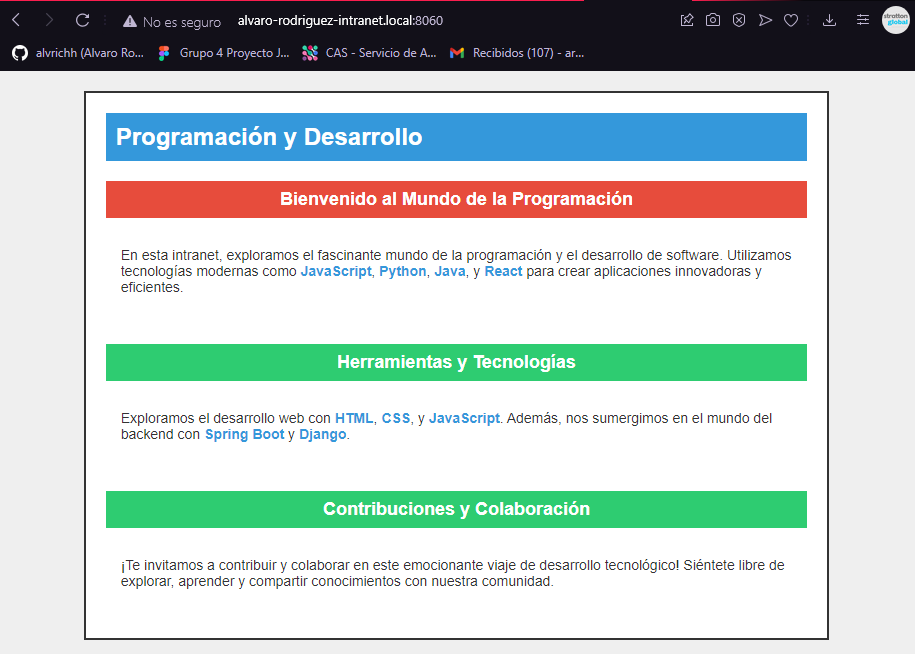 No es seguro alvaro-rodriguez-intranet.local:8060
stratton global
alvrichh (Alvaro Ro... Grupo 4 Proyecto J... CAS - Servicio de A... Recibidos (107) - ar...
Programación y Desarrollo
Bienvenido al Mundo de la Programación
En esta intranet, exploramos el fascinante mundo de la programación y el desarrollo de software. Utilizamos
tecnologías modernas como JavaScript, Python, Java, y React para crear aplicaciones innovadoras y
eficientes.
Herramientas y Tecnologías
Exploramos el desarrollo web con HTML, CSS, y JavaScript. Además, nos sumergimos en el mundo del
backend con Spring Boot y Django.
Contribuciones y Colaboración
¡Te invitamos a contribuir y colaborar en este emocionante viaje de desarrollo tecnológico! Siéntete libre de
explorar, aprender y compartir conocimientos con nuestra comunidad.